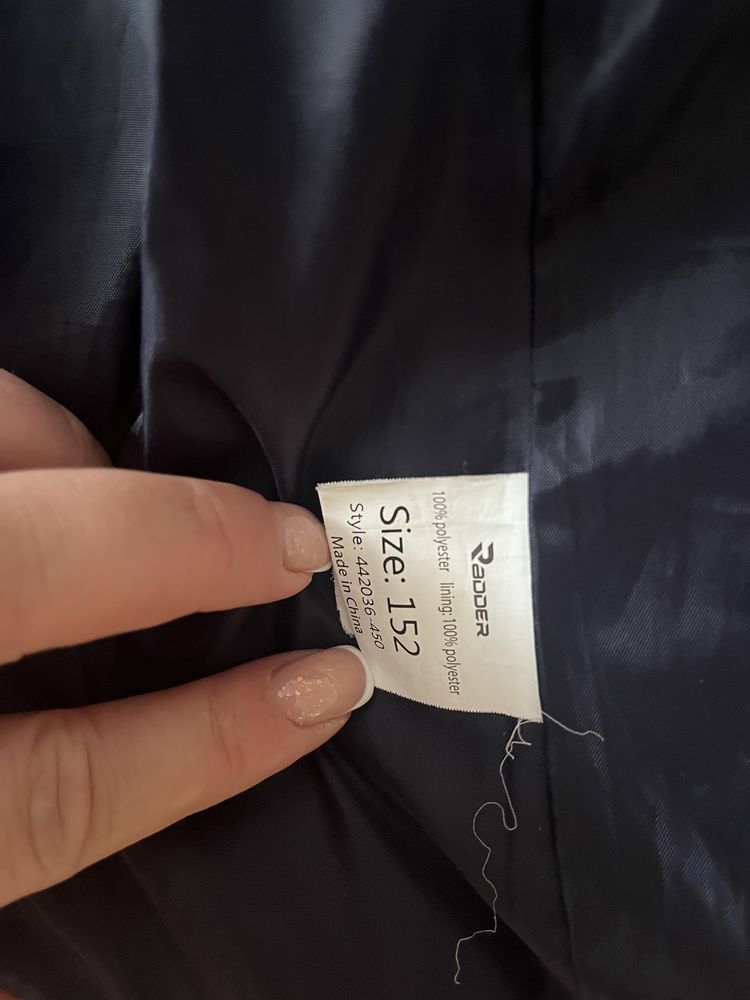 RADDER
100% polyester lining:100% polyester
Size: 152
Style: 442036-450
Made in China